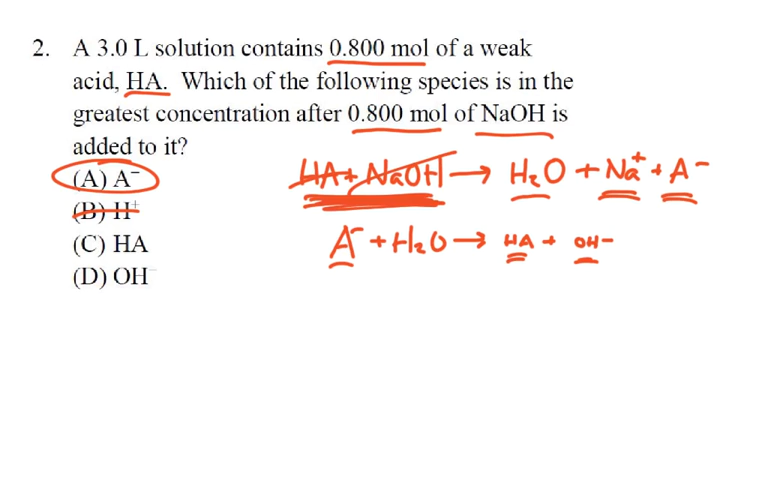 2. A 3.0 L solution contains 0.800 mol of a weak
acid, HA. Which of the following species is in the
greatest concentration after 0.800 mol of NaOH is
added to it?
(A) A⁻
(B) H⁺
(C) HA
(D) OH⁻
HA + NaOH → H₂O + Na⁺ + A⁻
A⁻ + H₂O → HA + OH⁻